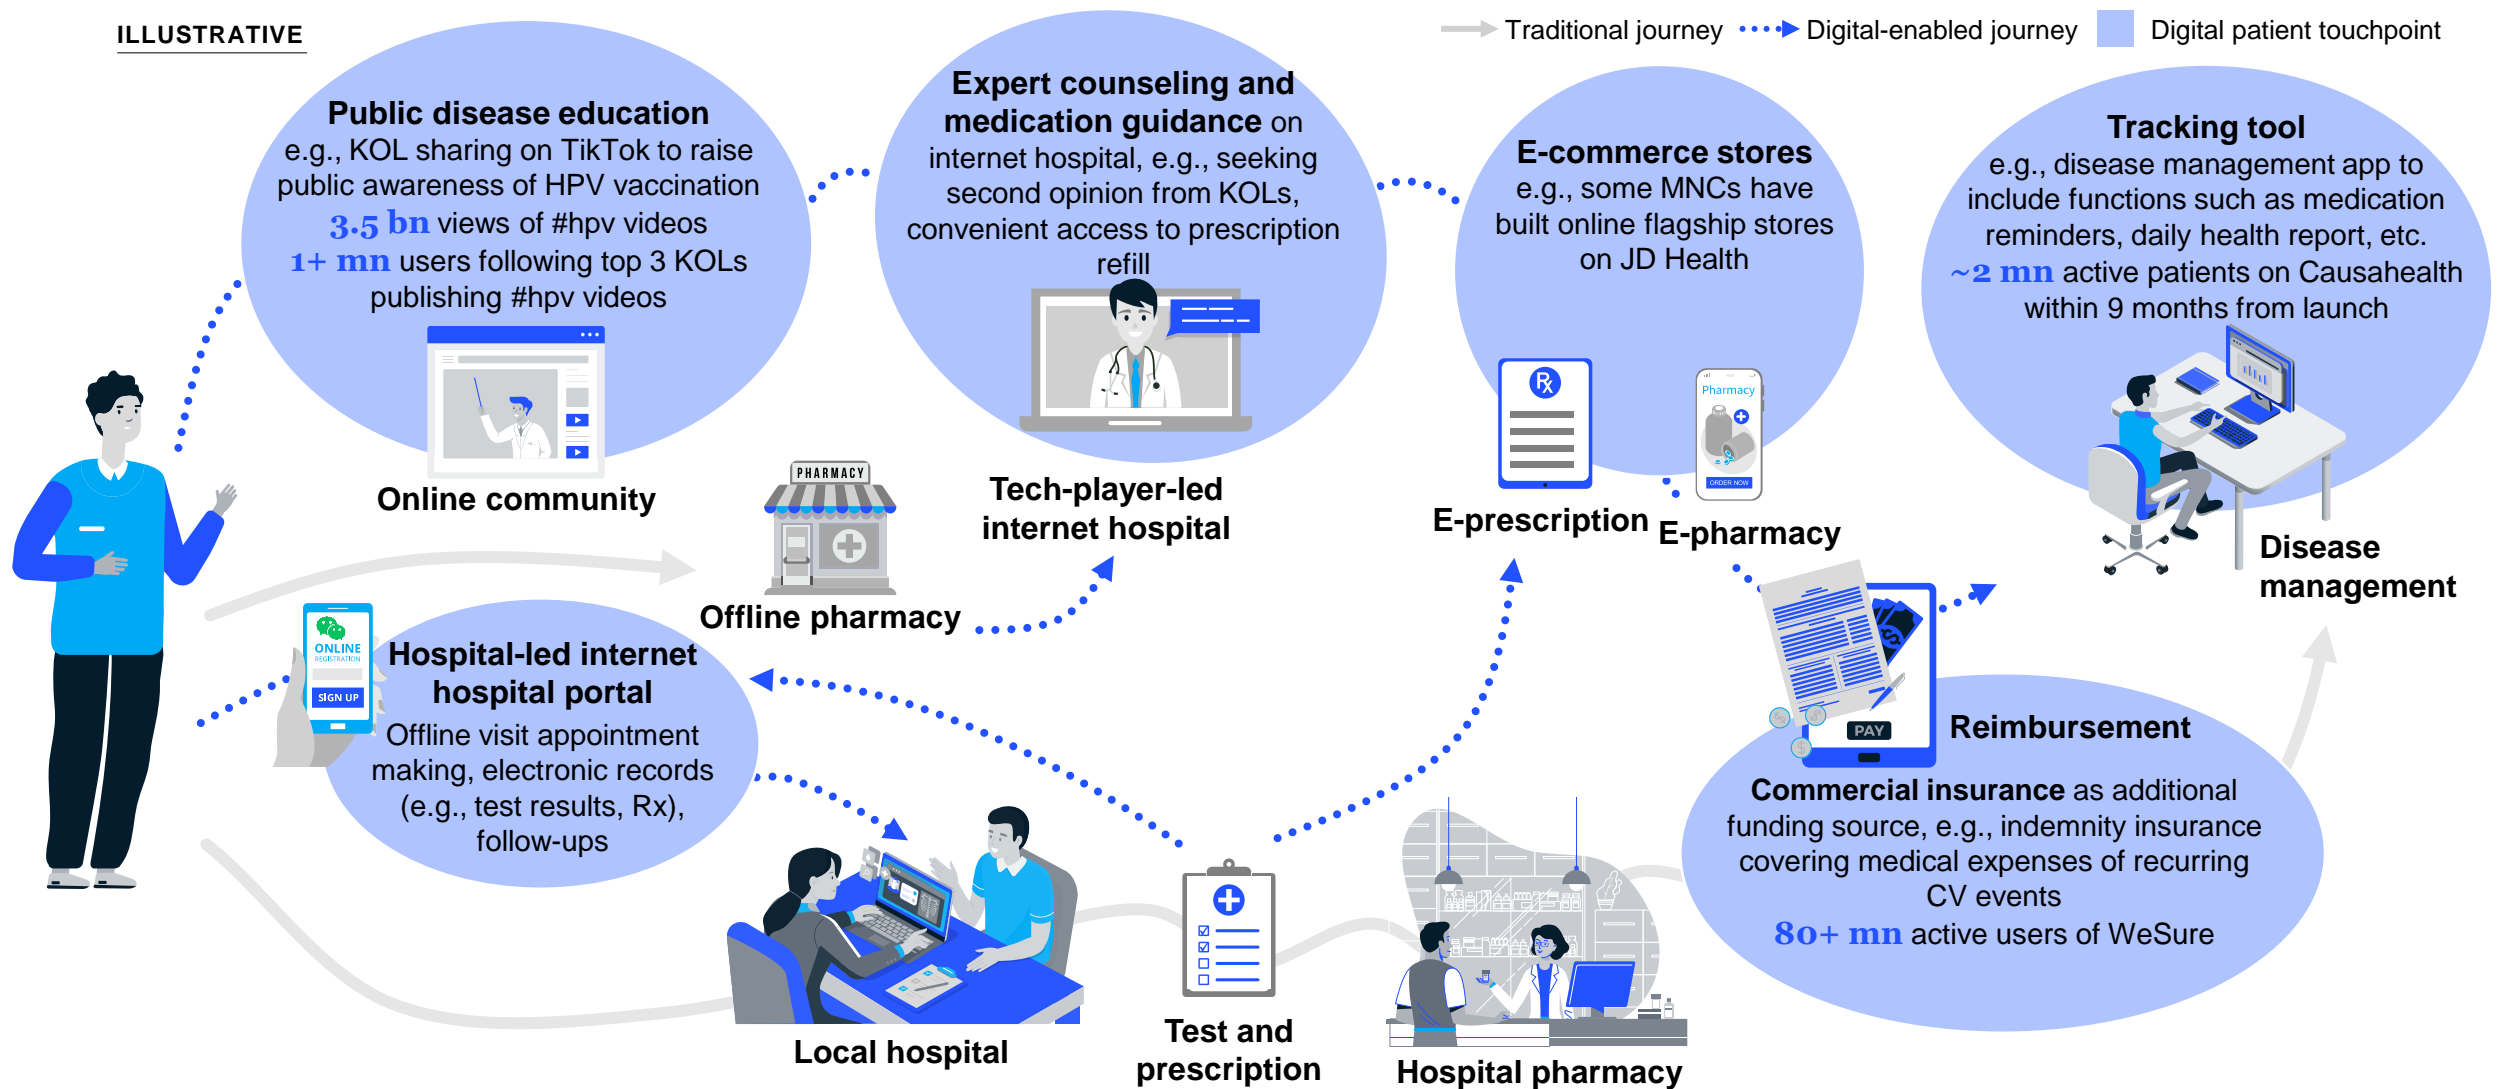 ILLUSTRATIVE
Traditional journey
Digital-enabled journey
Digital patient touchpoint
Public disease education
e.g., KOL sharing on TikTok to raise
public awareness of HPV vaccination
3.5 bn views of #hpv videos
1+ mn users following top 3 KOLs
publishing #hpv videos
Online community
Expert counseling and
medication guidance on
internet hospital, e.g., seeking
second opinion from KOLs,
convenient access to prescription
refill
Tech-player-led
internet hospital
E-commerce stores
e.g., some MNCs have
built online flagship stores
on JD Health
Rx
E-prescription
Pharmacy
ORDER NOW
E-pharmacy
Tracking tool
e.g., disease management app to
include functions such as medication
reminders, daily health report, etc.
~2 mn active patients on Causahealth
within 9 months from launch
Disease
management
PHARMACY
Offline pharmacy
ONLINE
REGISTRATION
SIGN UP
Hospital-led internet
hospital portal
Offline visit appointment
making, electronic records
(e.g., test results, Rx),
follow-ups
Local hospital
Test and
prescription
Hospital pharmacy
PAY
Reimbursement
Commercial insurance as additional
funding source, e.g., indemnity insurance
covering medical expenses of recurring
CV events
80+ mn active users of WeSure